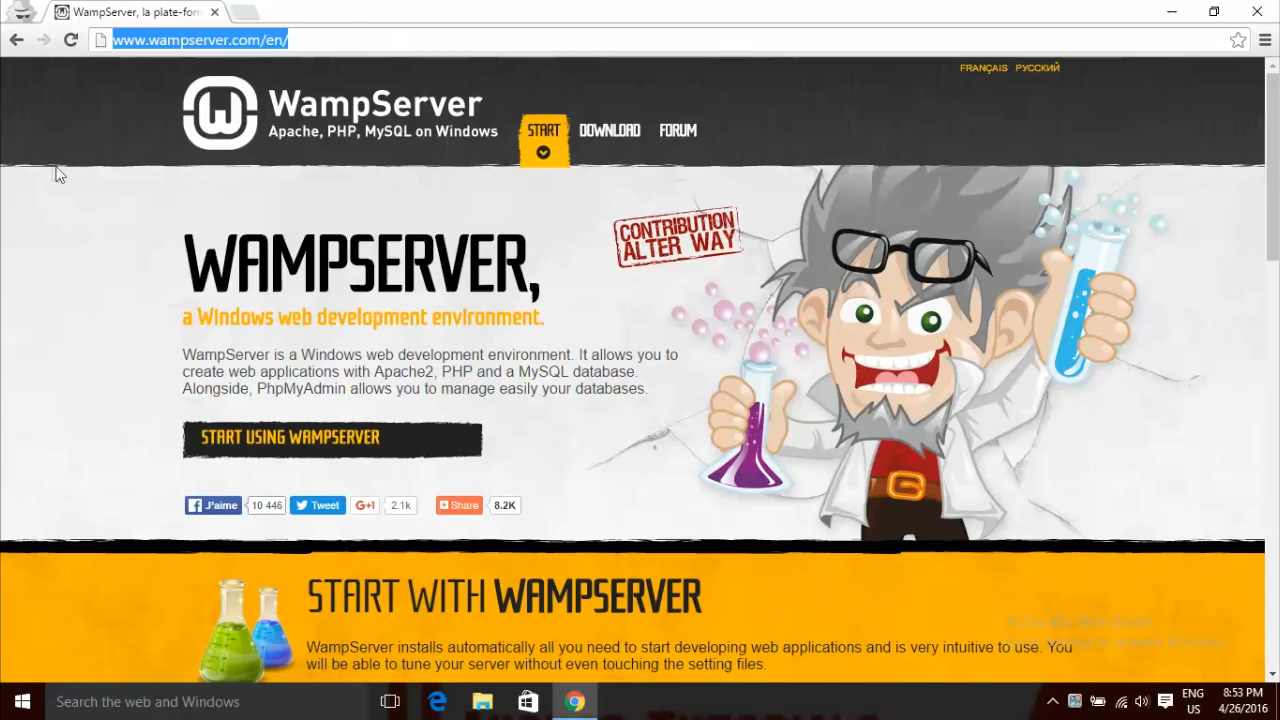 WampServer, la plate-forn
www.wampserver.com/en/
FRANÇAIS РУССКИЙ
WampServer
Apache, PHP, MySQL on Windows
START DOWNLOAD FORUM
CONTRIBUTION
ALTER WAY
WAMPSERVER,
a Windows web development environment.
WampServer is a Windows web development environment. It allows you to
create web applications with Apache2, PHP and a MySQL database.
Alongside, PhpMyAdmin allows you to manage easily your databases.
START USING WAMPSERVER
J'aime 10 446 Tweet G+1 2.1k Share 8.2K
START WITH WAMPSERVER
Activate Windows
WampServer installs automatically all you need to start developing web applications and is very intuitive to use. You
will be able to tune your server without even touching the setting files.
Search the web and Windows
ENG
US
8:53 PM
4/26/2016